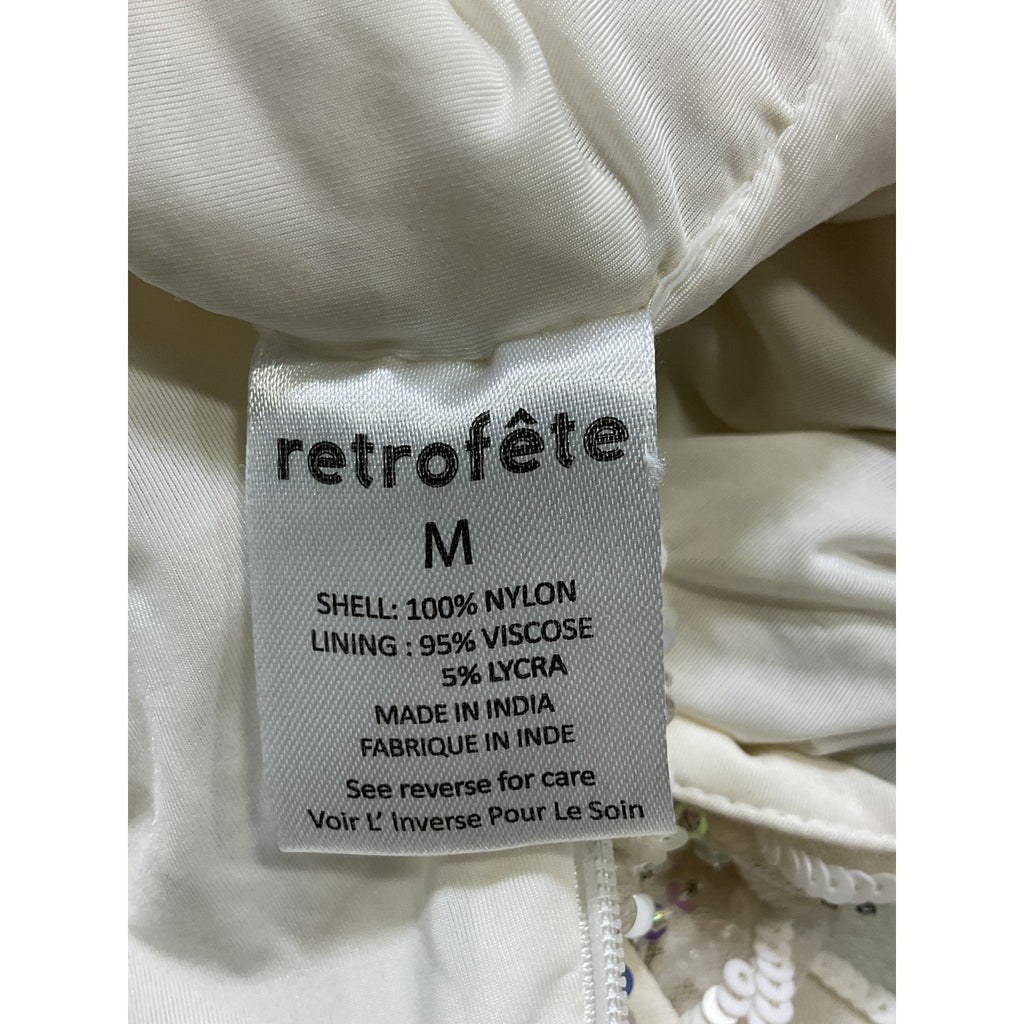 retrofête
M
SHELL: 100% NYLON
LINING : 95% VISCOSE
5% LYCRA
MADE IN INDIA
FABRIQUE IN INDE
See reverse for care
Voir L' Inverse Pour Le Soin